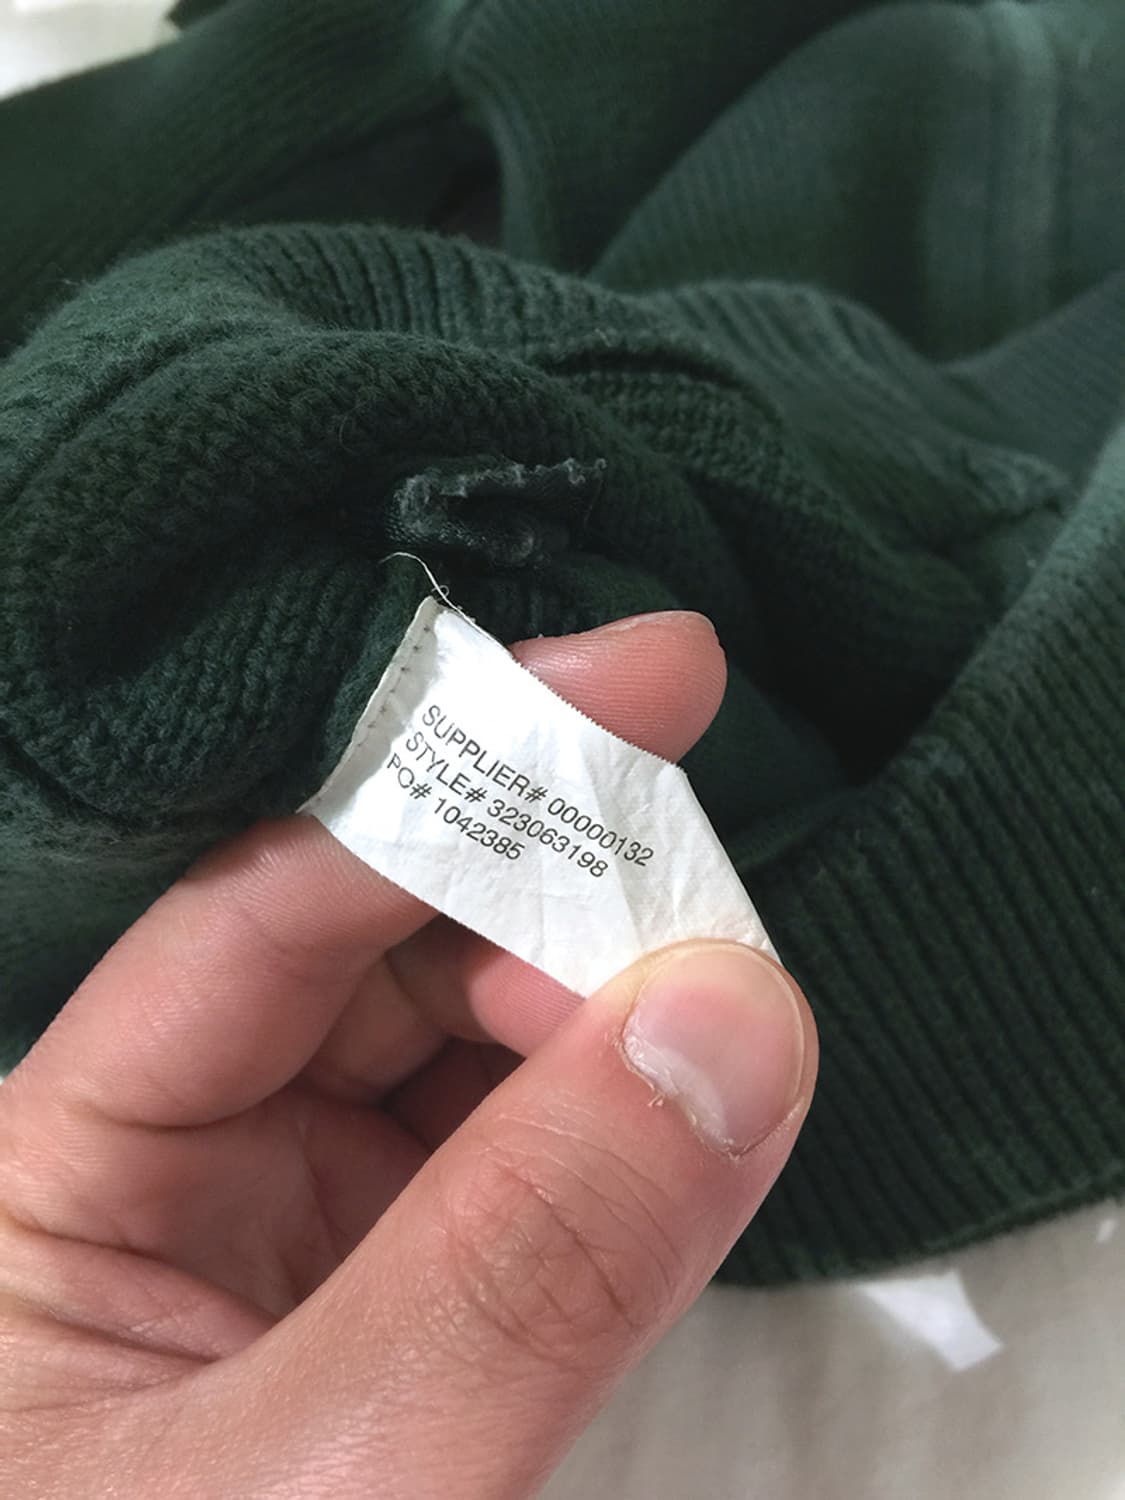 SUPPLIER# 00000132
STYLE# 323063198
PO# 1042385